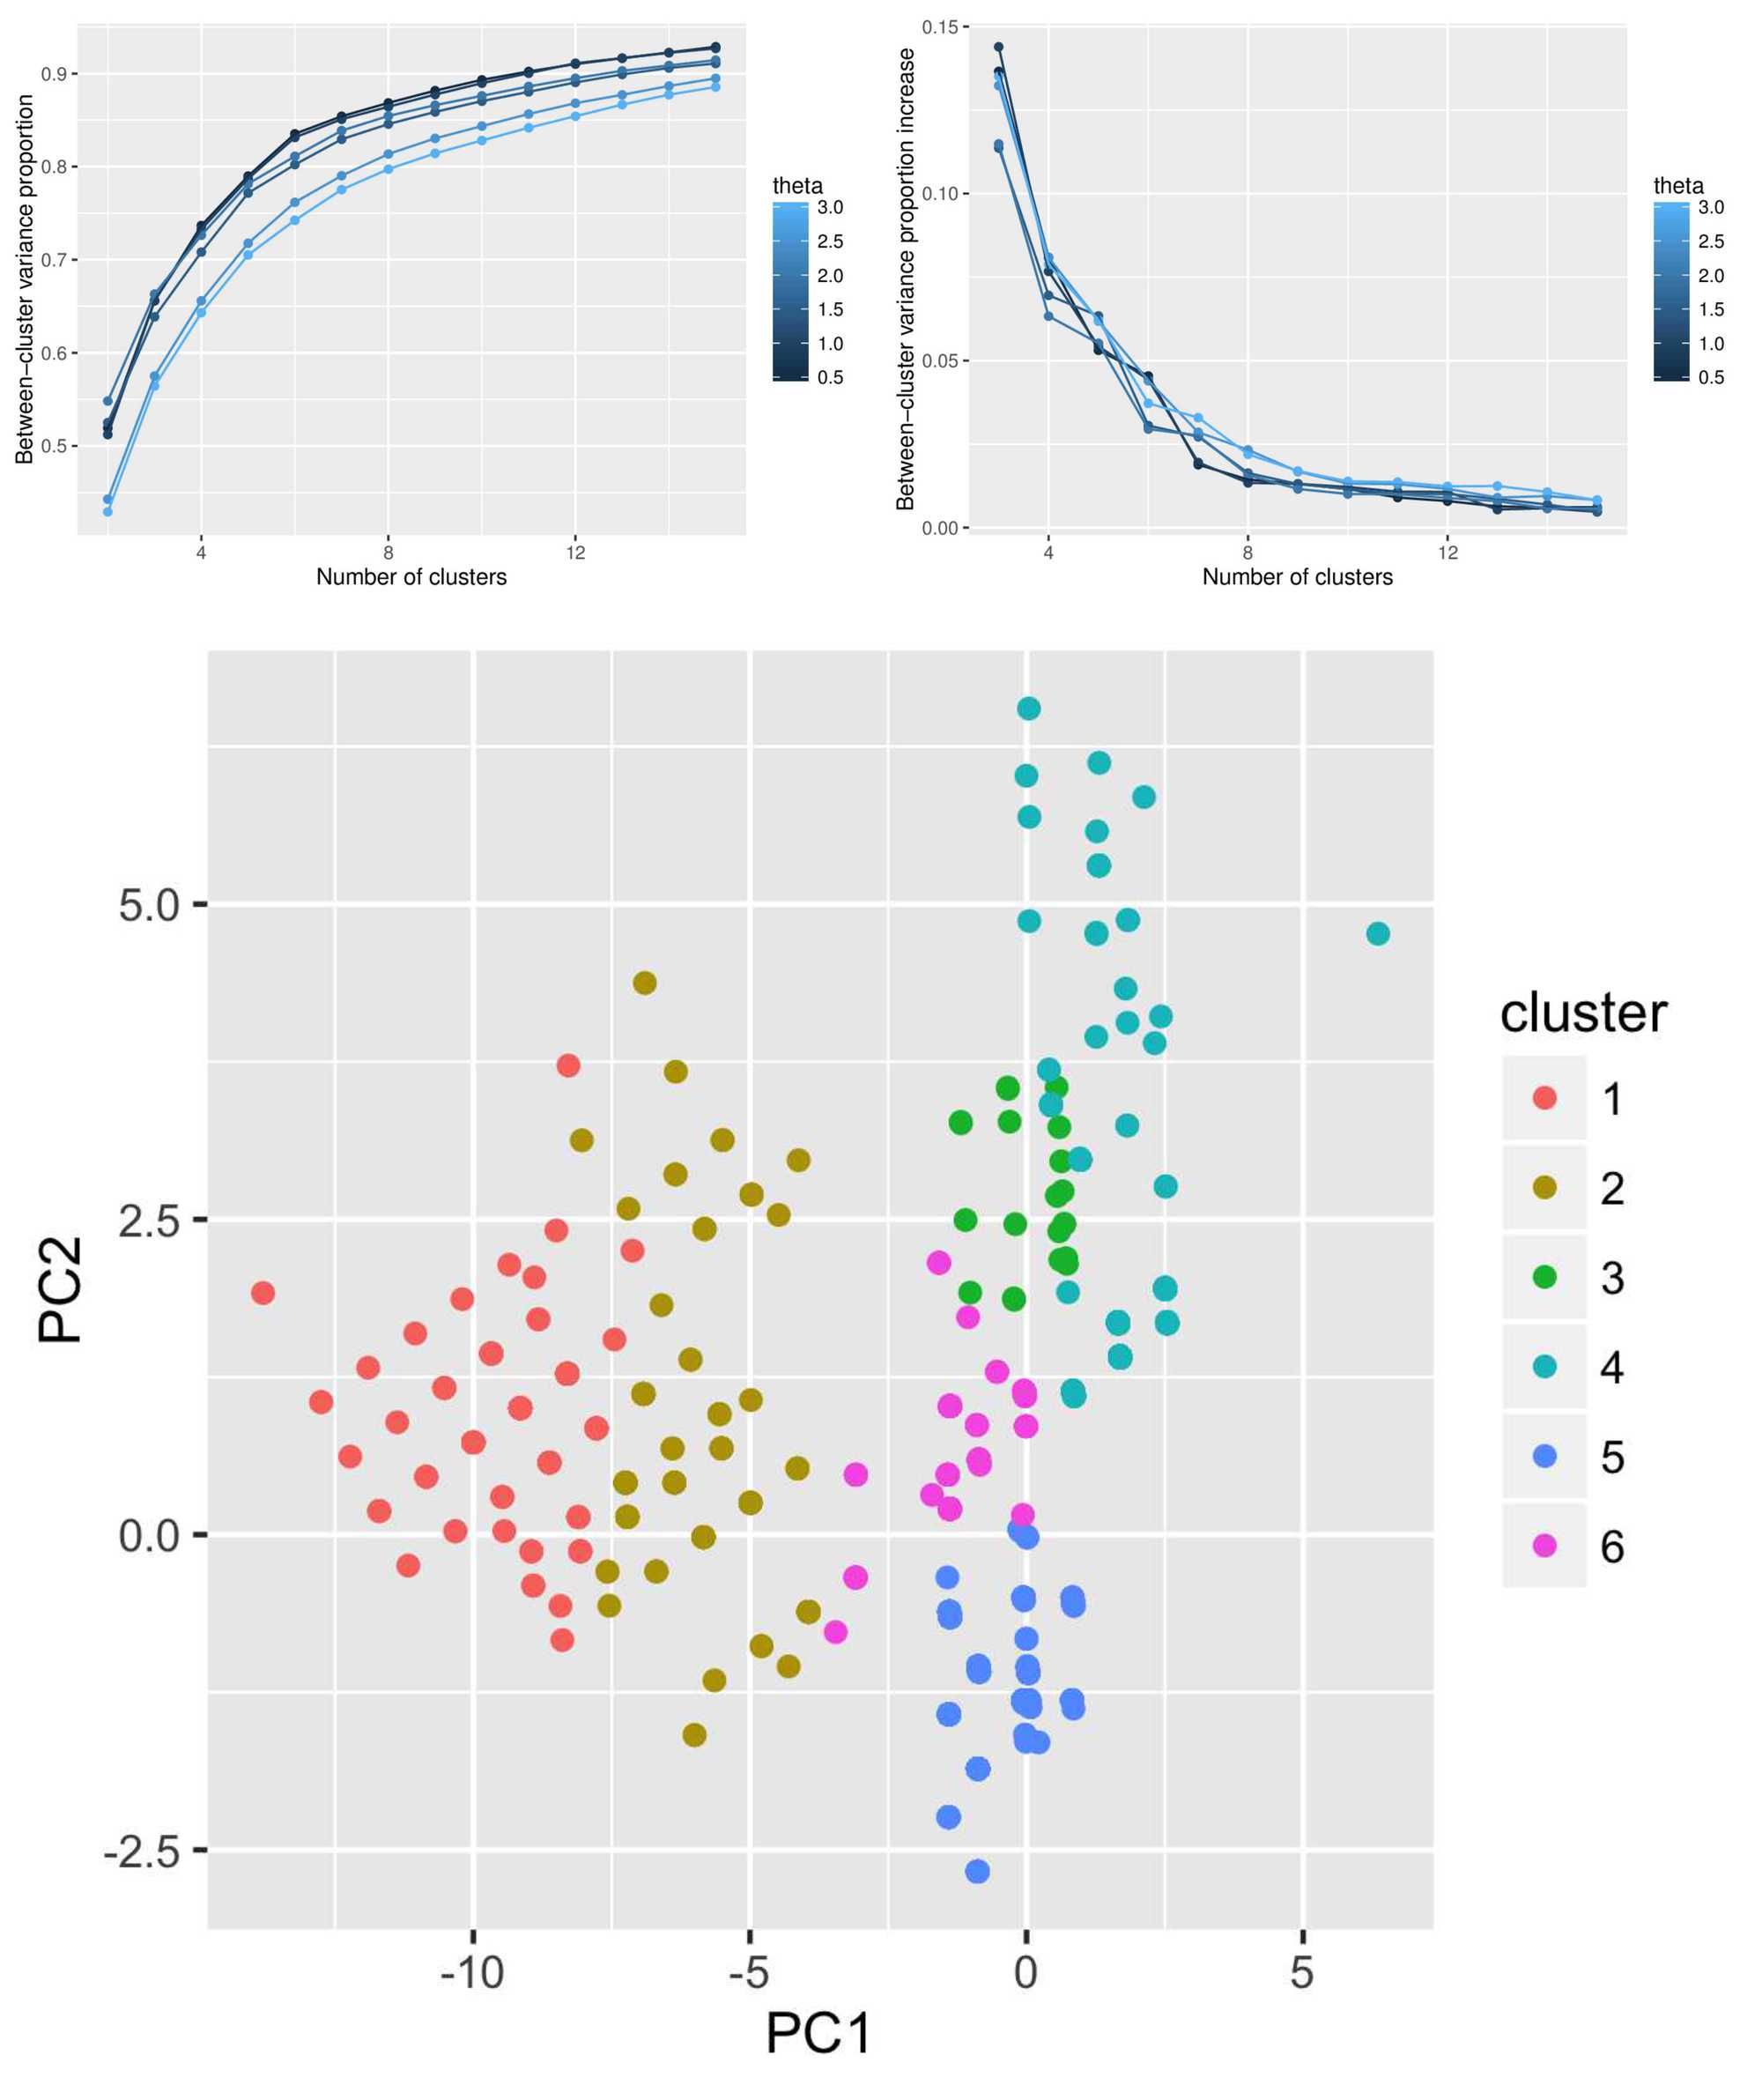 Between−cluster variance proportion
0.9
0.8
0.7
0.6
0.5
4 8 12
Number of clusters
theta
3.0
2.5
2.0
1.5
1.0
0.5
Between−cluster variance proportion increase
0.15
0.10
0.05
0.00
4 8 12
Number of clusters
theta
3.0
2.5
2.0
1.5
1.0
0.5
PC2
5.0
2.5
0.0
-2.5
-10 -5 0 5
PC1
cluster
1
2
3
4
5
6